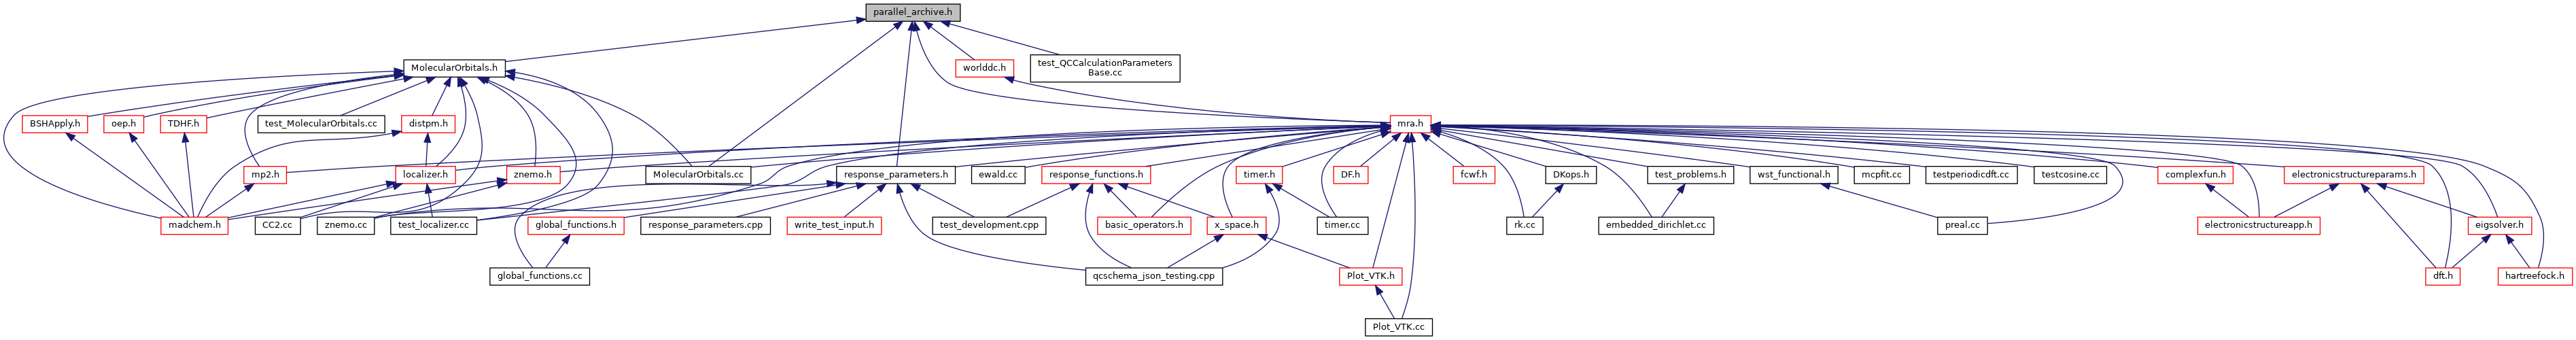 parallel_archive.h
MolecularOrbitals.h
worlddc.h
test_QCCalculationParameters
Base.cc
BSHApply.h
oep.h
TDHF.h
test_MolecularOrbitals.cc
distpm.h
mra.h
mp2.h
localizer.h
znemo.h
MolecularOrbitals.cc
response_parameters.h
ewald.cc
response_functions.h
timer.h
DF.h
fcwf.h
DKops.h
test_problems.h
wst_functional.h
mcpfit.cc
testperiodicdft.cc
testcosine.cc
complexfun.h
electronicstructureparams.h
madchem.h
CC2.cc
znemo.cc
test_localizer.cc
global_functions.h
response_parameters.cpp
write_test_input.h
test_development.cpp
basic_operators.h
x_space.h
timer.cc
rk.cc
embedded_dirichlet.cc
preal.cc
electronicstructureapp.h
eigsolver.h
global_functions.cc
qcschema_json_testing.cpp
Plot_VTK.h
dft.h
hartreefock.h
Plot_VTK.cc